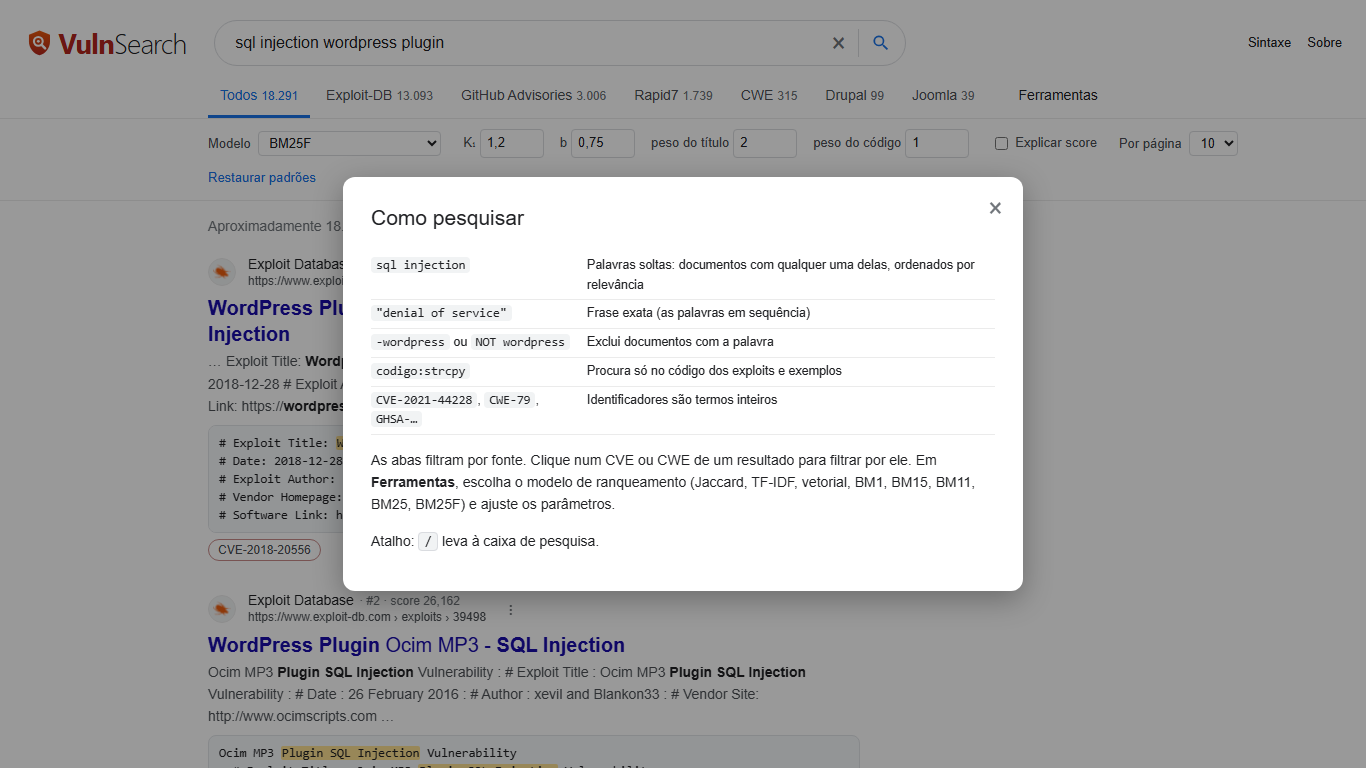 VulnSearch
sql injection wordpress plugin
Sintaxe Sobre
Todos 18.291 Exploit-DB 13.093 GitHub Advisories 3.006 Rapid7 1.739 CWE 315 Drupal 99 Joomla 39 Ferramentas
Modelo BM25F K₁ 1,2 b 0,75 peso do título 2 peso do código 1 Explicar score Por página 10
Restaurar padrões
Aproximadamente 18.
Exploit Database
https://www.exploi
WordPress Plu
Injection
… Exploit Title: Wordp
2018-12-28 # Exploit A
Link: https://wordpres
# Exploit Title: W
# Date: 2018-12-28
# Exploit Author:
# Vendor Homepage:
# Software Link: h
CVE-2018-20556
Como pesquisar
sql injection Palavras soltas: documentos com qualquer uma delas, ordenados por
relevância
"denial of service" Frase exata (as palavras em sequência)
-wordpress ou NOT wordpress Exclui documentos com a palavra
codigo:strcpy Procura só no código dos exploits e exemplos
CVE-2021-44228, CWE-79, Identificadores são termos inteiros
GHSA-…
As abas filtram por fonte. Clique num CVE ou CWE de um resultado para filtrar por ele. Em
Ferramentas, escolha o modelo de ranqueamento (Jaccard, TF-IDF, vetorial, BM1, BM15, BM11,
BM25, BM25F) e ajuste os parâmetros.
Atalho: / leva à caixa de pesquisa.
Exploit Database · #2 · score 26,162
https://www.exploit-db.com › exploits › 39498
WordPress Plugin Ocim MP3 - SQL Injection
Ocim MP3 Plugin SQL Injection Vulnerability : # Exploit Title : Ocim MP3 Plugin SQL Injection
Vulnerability : # Date : 26 February 2016 : # Author : xevil and Blankon33 : # Vendor Site:
http://www.ocimscripts.com …
Ocim MP3 Plugin SQL Injection Vulnerability